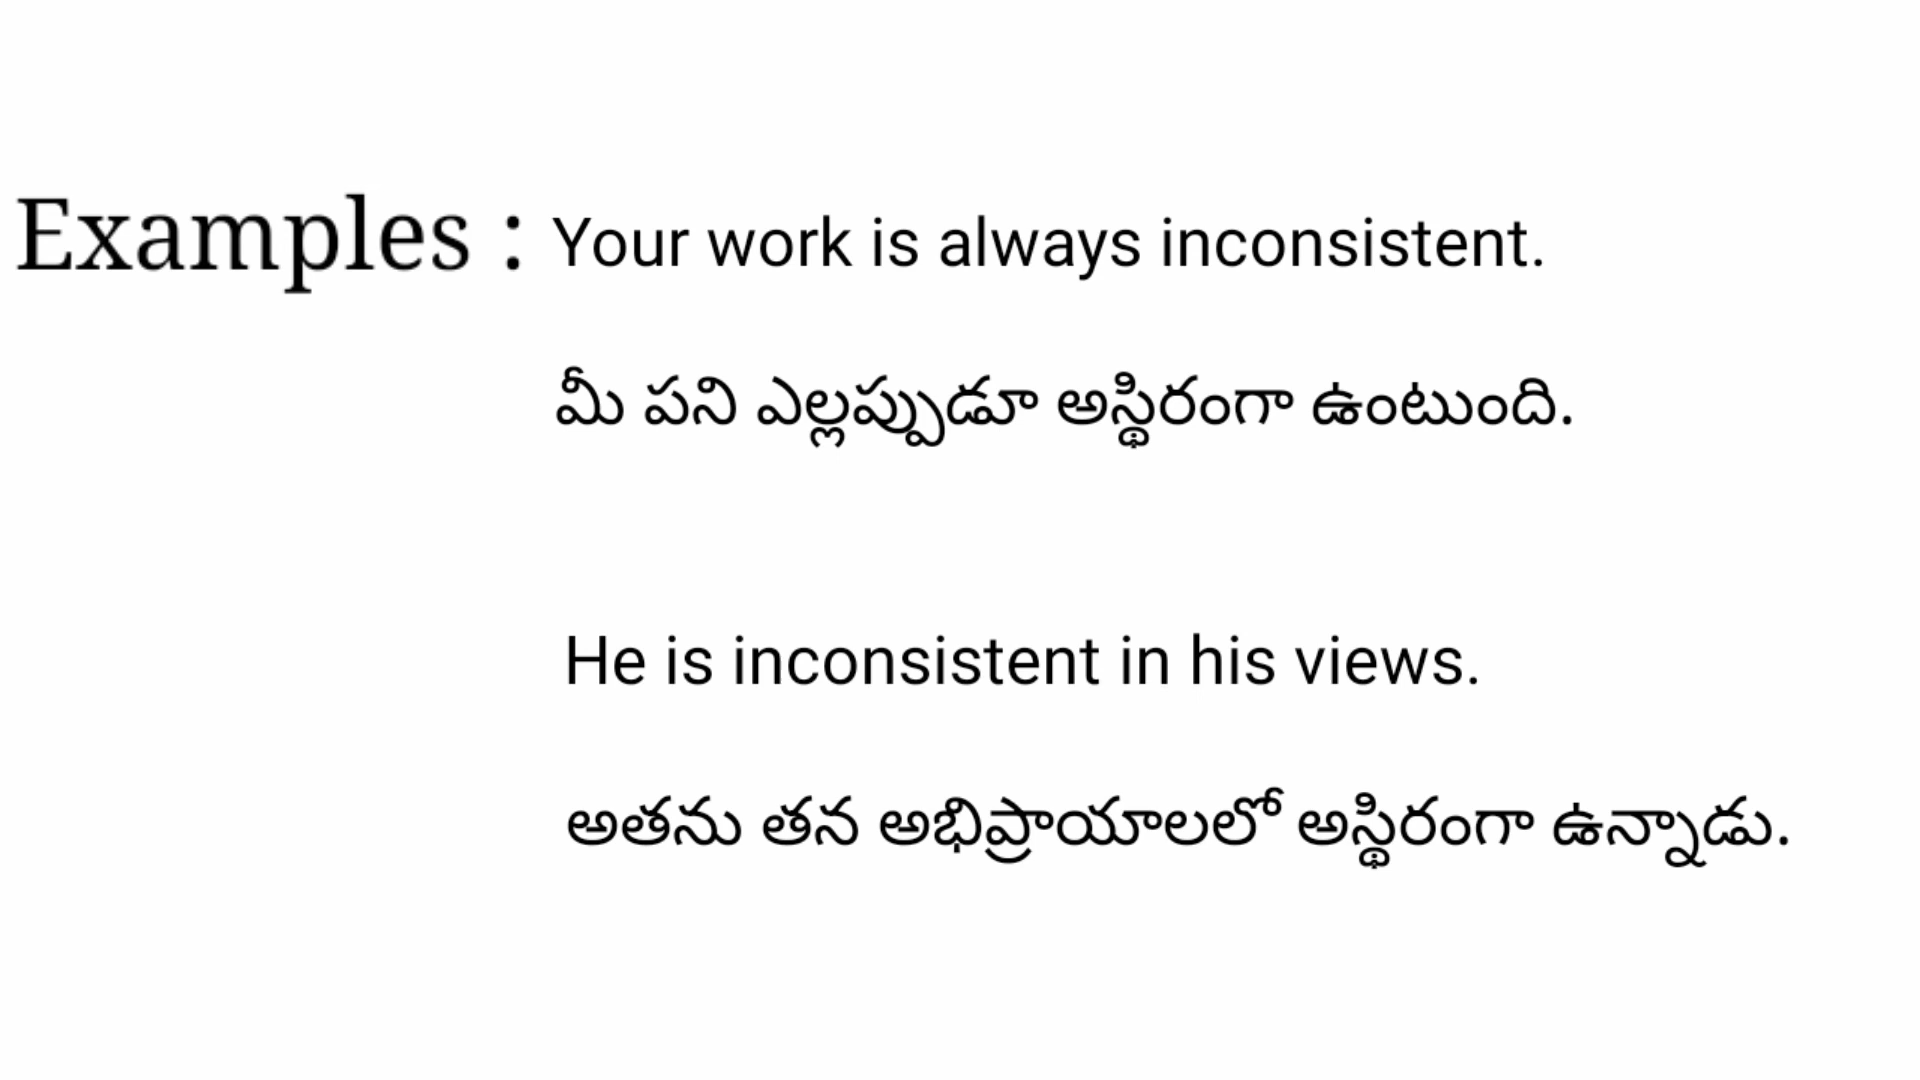 Examples : Your work is always inconsistent.
మీ పని ఎల్లప్పుడూ అస్థిరంగా ఉంటుంది.
He is inconsistent in his views.
అతను తన అభిప్రాయాలలో అస్థిరంగా ఉన్నాడు.